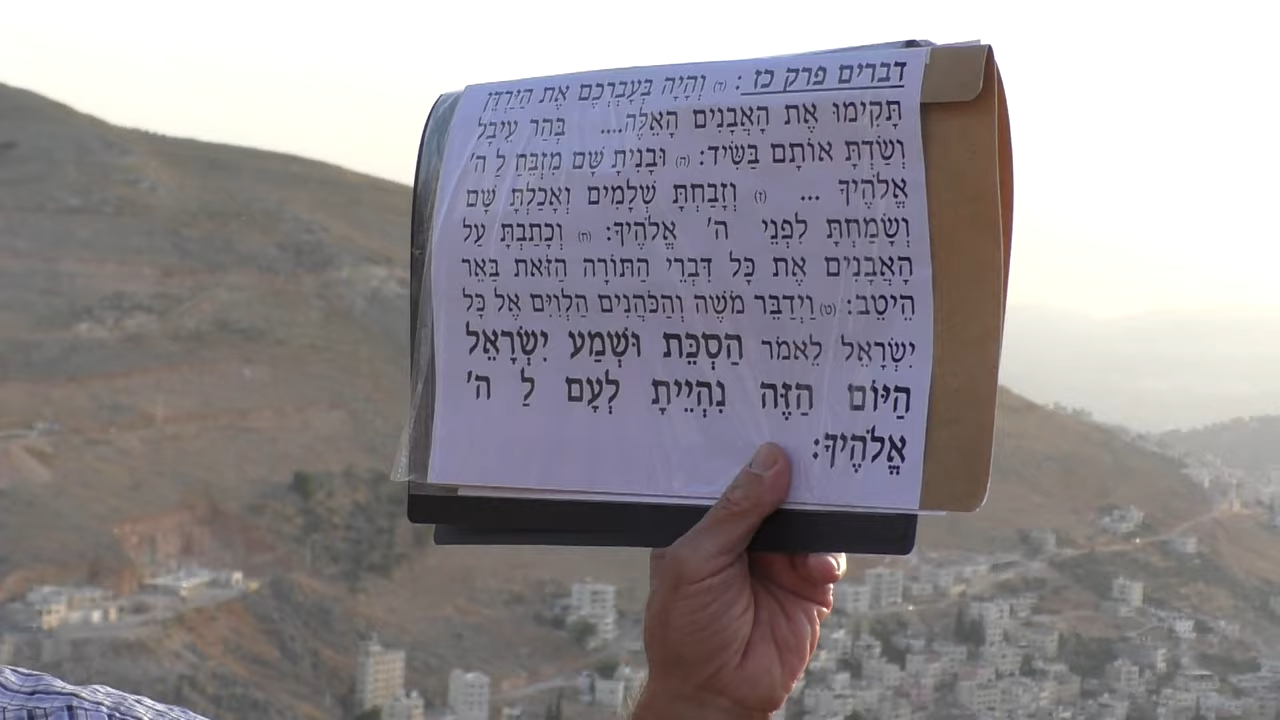 דברים פרק כז : (ד) וְהָיָה בְּעָבְרְכֶם אֶת הַיַּרְדֵּן
תָּקִימוּ אֶת הָאֲבָנִים הָאֵלֶּה.... בְּהַר עֵיבָל
וְשַׂדְתָּ אוֹתָם בַּשִּׂיד: (ה) וּבָנִיתָ שָּׁם מִזְבֵּחַ לַ ה'
אֱלֹהֶיךָ ... (ז) וְזָבַחְתָּ שְׁלָמִים וְאָכַלְתָּ שָּׁם
וְשָׂמַחְתָּ לִפְנֵי ה' אֱלֹהֶיךָ: (ח) וְכָתַבְתָּ עַל
הָאֲבָנִים אֶת כָּל דִּבְרֵי הַתּוֹרָה הַזֹּאת בַּאֵר
הֵיטֵב: (ט) וַיְדַבֵּר מֹשֶׁה וְהַכֹּהֲנִים הַלְוִיִּם אֶל כָּל
יִשְׂרָאֵל לֵאמֹר הַסְכֵּת וּשְׁמַע יִשְׂרָאֵל
הַיּוֹם הַזֶּה נִהְיֵיתָ לְעָם לַ ה'
אֱלֹהֶיךָ: